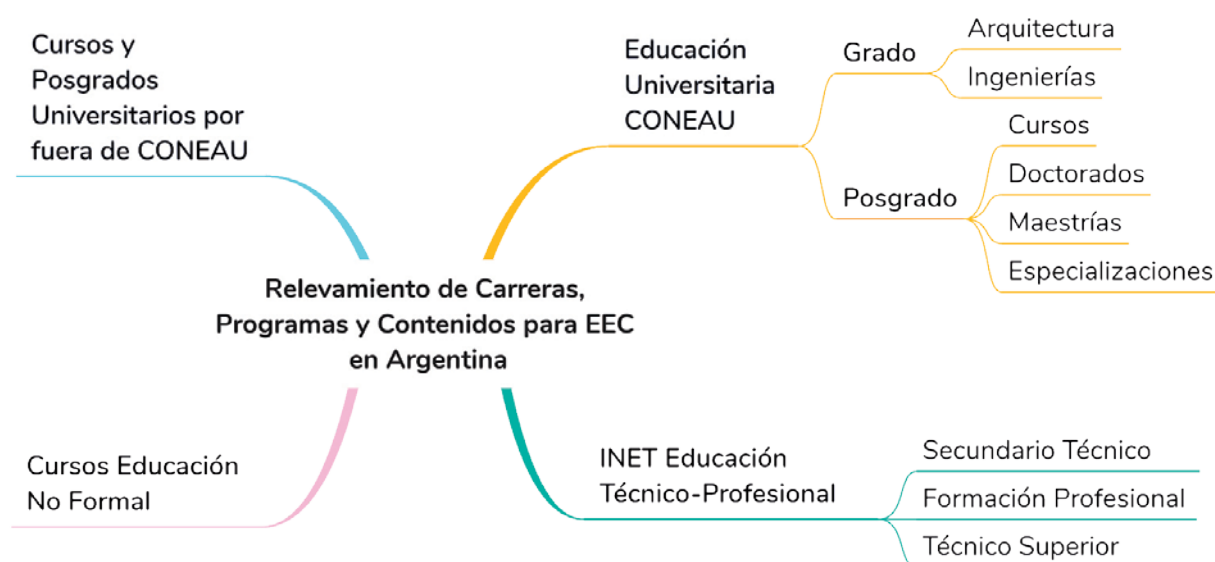 Cursos y
Posgrados
Universitarios por
fuera de CONEAU
Educación
Universitaria
CONEAU
Grado
Arquitectura
Ingenierías
Posgrado
Cursos
Doctorados
Maestrías
Especializaciones
Relevamiento de Carreras,
Programas y Contenidos para EEC
en Argentina
Cursos Educación
No Formal
INET Educación
Técnico-Profesional
Secundario Técnico
Formación Profesional
Técnico Superior